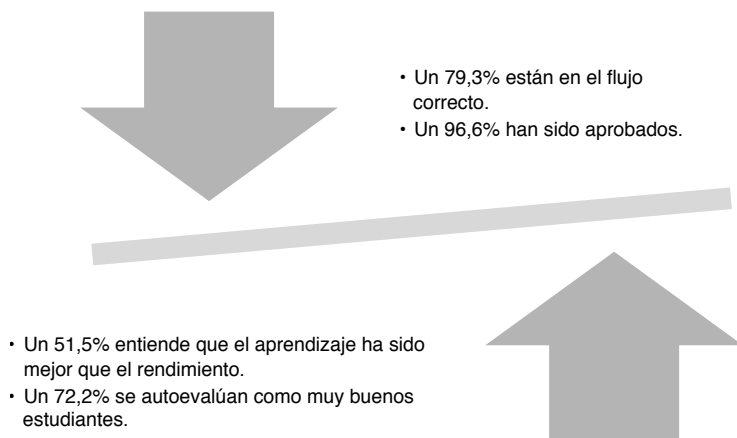 • Un 79,3% están en el flujo
correcto.
• Un 96,6% han sido aprobados.
• Un 51,5% entiende que el aprendizaje ha sido
mejor que el rendimiento.
• Un 72,2% se autoevalúan como muy buenos
estudiantes.